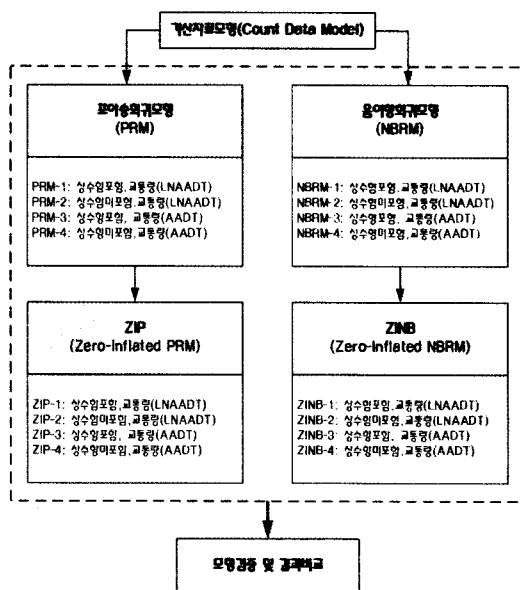 가산자료모형(Count Data Model)
포아송회귀모형
(PRM)
PRM-1: 상수항포함,교통량(LNAADT)
PRM-2: 상수항미포함,교통량(LNAADT)
PRM-3: 상수항포함, 교통량(AADT)
PRM-4: 상수항미포함,교통량(AADT)
음이항회귀모형
(NBRM)
NBRM-1: 상수항포함,교통량(LNAADT)
NBRM-2: 상수항미포함,교통량(LNAADT)
NBRM-3: 상수항포함, 교통량(AADT)
NBRM-4: 상수항미포함,교통량(AADT)
ZIP
(Zero-Inflated PRM)
ZIP-1: 상수항포함,교통량(LNAADT)
ZIP-2: 상수항미포함,교통량(LNAADT)
ZIP-3: 상수항포함, 교통량(AADT)
ZIP-4: 상수항미포함,교통량(AADT)
ZINB
(Zero-Inflated NBRM)
ZINB-1: 상수항포함,교통량(LNAADT)
ZINB-2: 상수항미포함,교통량(LNAADT)
ZINB-3: 상수항포함, 교통량(AADT)
ZINB-4: 상수항미포함,교통량(AADT)
모형검증 및 결과비교